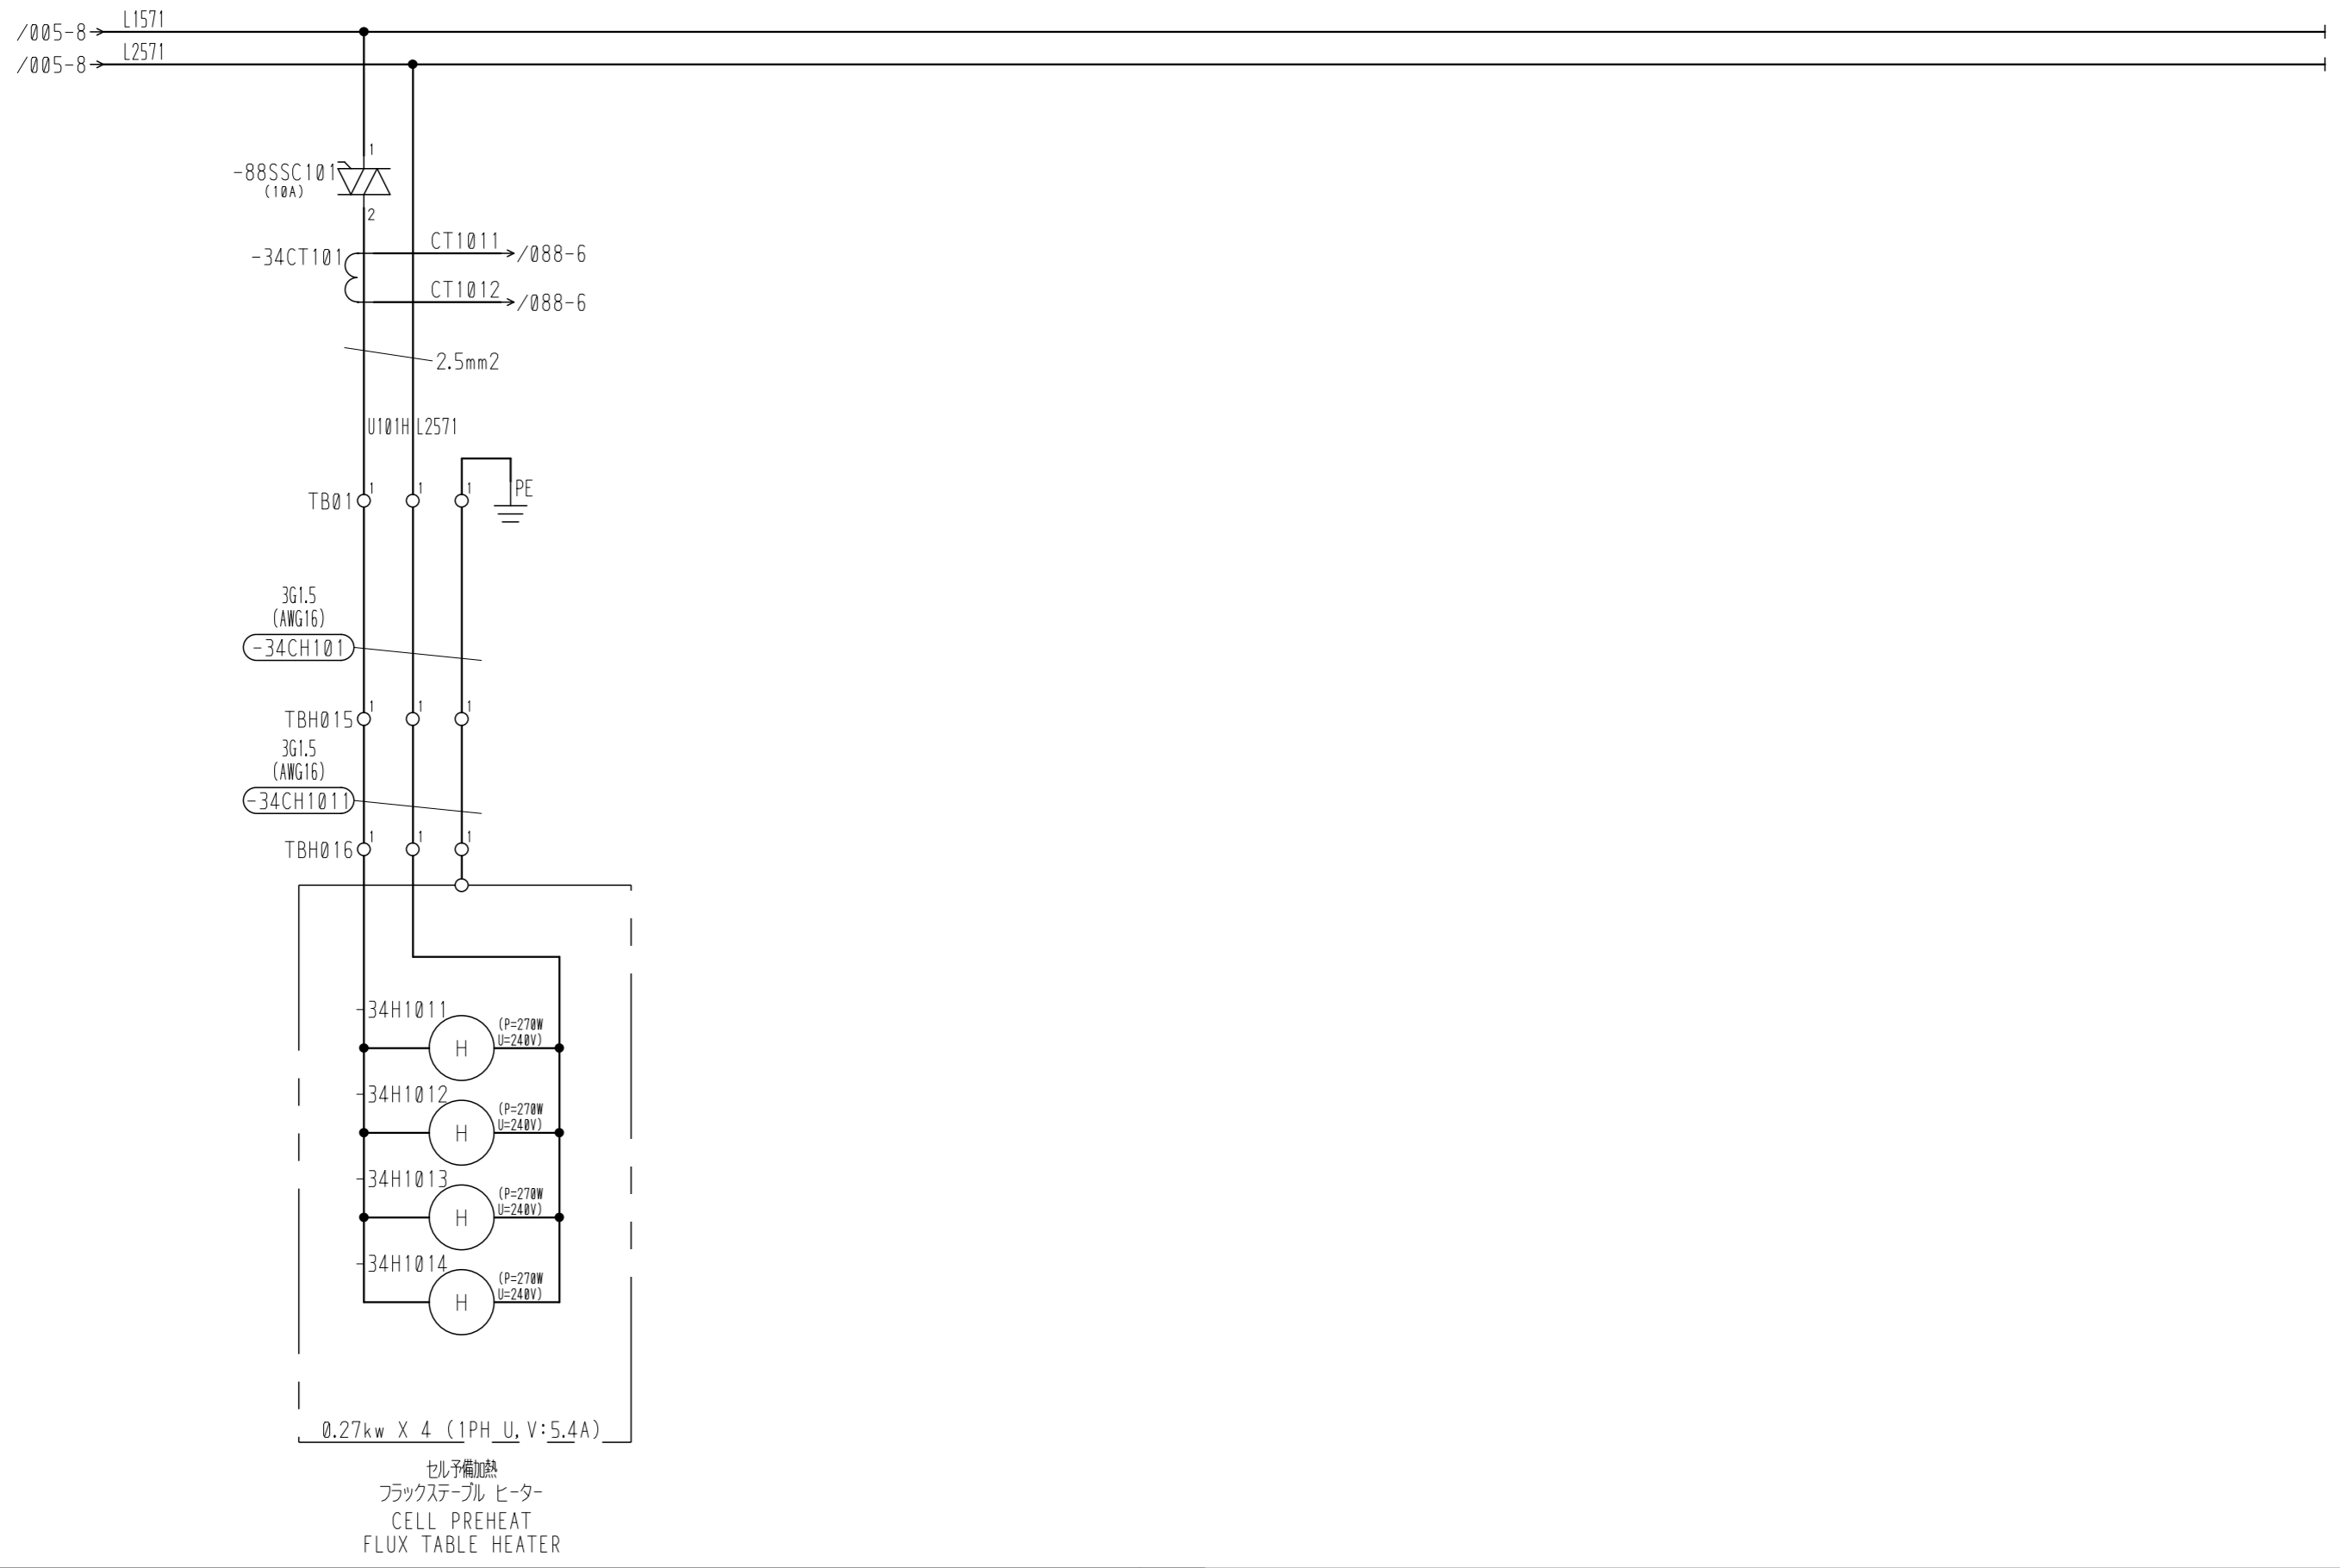 L1571
/005-8
L2571
/005-8
1
-88SSC101
(10A)
2
CT1011
/088-6
-34CT101
CT1012
/088-6
2.5mm2
U101H L2571
1 1 1 PE
TB01
3G1.5
(AWG16)
-34CH101
1 1 1
TBH015
3G1.5
(AWG16)
-34CH1011
1 1 1
TBH016
-34H1011
(P=270W
U=240V)
H
-34H1012
(P=270W
U=240V)
H
-34H1013
(P=270W
U=240V)
H
-34H1014
(P=270W
U=240V)
H
0.27kw X 4 (1PH U,V:5.4A)
セル予備加熱
フラックステーブル ヒーター
CELL PREHEAT
FLUX TABLE HEATER